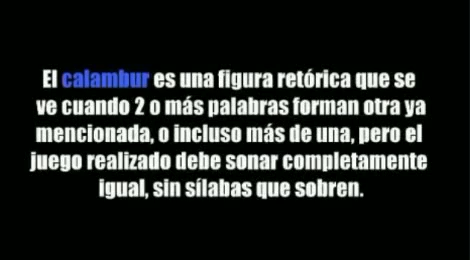 El calambur es una figura retórica que se
ve cuando 2 o más palabras forman otra ya
mencionada, o incluso más de una, pero el
juego realizado debe sonar completamente
igual, sin sílabas que sobren.